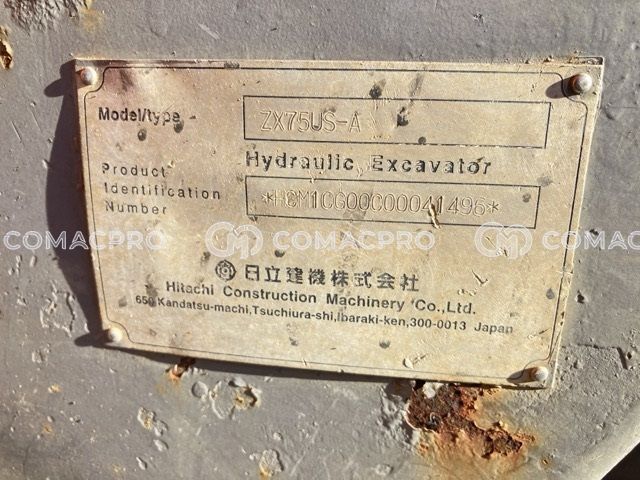 Model/type ZX75US-A
Hydraulic Excavator
Product
Identification
Number
*HCM1CG00C00041496*
COMACPRO COMACPRO COMACPRO
日立建機株式会社
Hitachi Construction Machinery Co.,Ltd.
650 Kandatsu-machi,Tsuchiura-shi,Ibaraki-ken,300-0013 Japan